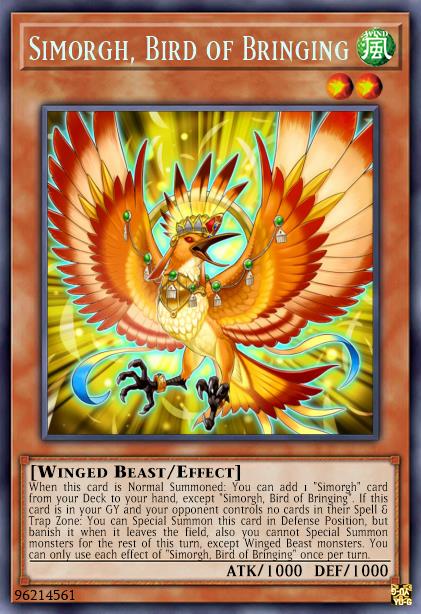 SIMORGH, BIRD OF BRINGING
WIND
風
[WINGED BEAST/EFFECT]
When this card is Normal Summoned: You can add 1 "Simorgh" card
from your Deck to your hand, except "Simorgh, Bird of Bringing". If this
card is in your GY and your opponent controls no cards in their Spell &
Trap Zone: You can Special Summon this card in Defense Position, but
banish it when it leaves the field, also you cannot Special Summon
monsters for the rest of this turn, except Winged Beast monsters. You
can only use each effect of "Simorgh, Bird of Bringing" once per turn.
ATK/1000 DEF/1000
96214561